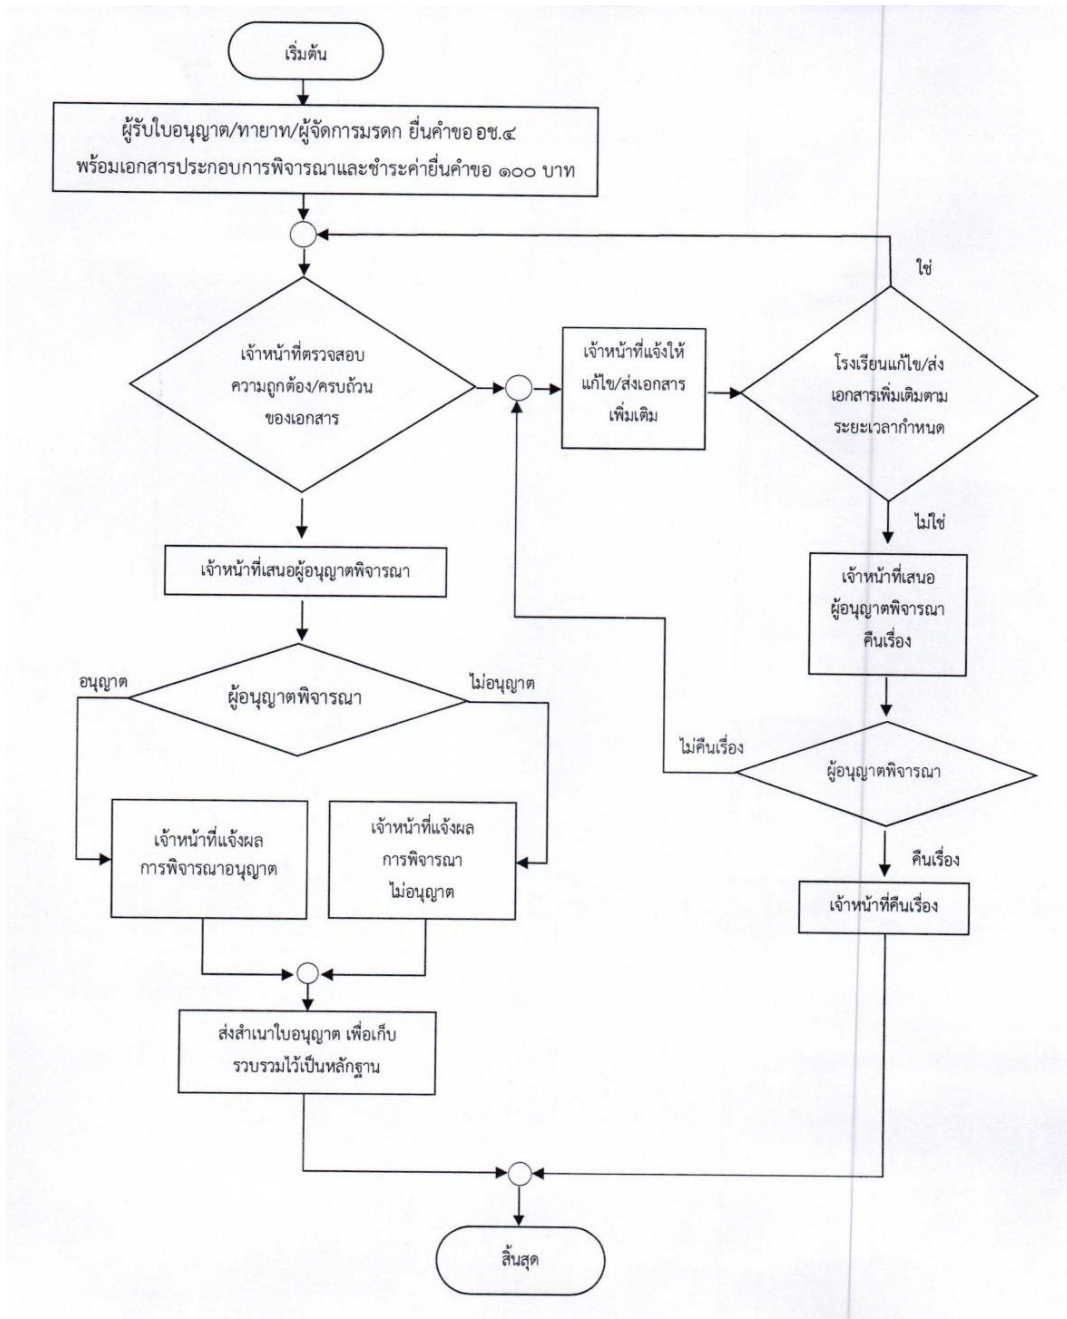 เริ่มต้น
ผู้รับใบอนุญาต/ทายาท/ผู้จัดการมรดก ยื่นคำขอ อช.๔
พร้อมเอกสารประกอบการพิจารณาและชำระค่ายื่นคำขอ ๑๐๐ บาท
ใช่
เจ้าหน้าที่ตรวจสอบ
ความถูกต้อง/ครบถ้วน
ของเอกสาร
เจ้าหน้าที่แจ้งให้
แก้ไข/ส่งเอกสาร
เพิ่มเติม
โรงเรียนแก้ไข/ส่ง
เอกสารเพิ่มเติมตาม
ระยะเวลากำหนด
ไม่ใช่
เจ้าหน้าที่เสนอผู้อนุญาตพิจารณา
เจ้าหน้าที่เสนอ
ผู้อนุญาตพิจารณา
คืนเรื่อง
อนุญาต
ผู้อนุญาตพิจารณา
ไม่อนุญาต
ไม่คืนเรื่อง
ผู้อนุญาตพิจารณา
เจ้าหน้าที่แจ้งผล
การพิจารณาอนุญาต
เจ้าหน้าที่แจ้งผล
การพิจารณา
ไม่อนุญาต
คืนเรื่อง
เจ้าหน้าที่คืนเรื่อง
ส่งสำเนาใบอนุญาต เพื่อเก็บ
รวบรวมไว้เป็นหลักฐาน
สิ้นสุด